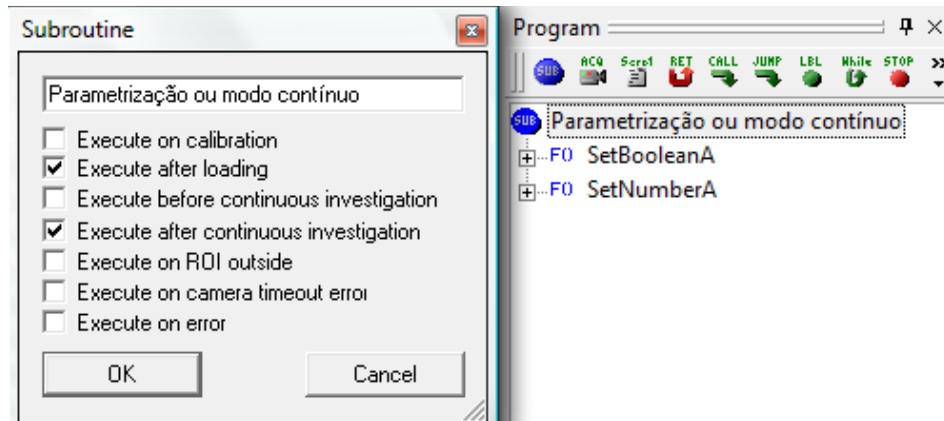 Subroutine
Parametrização ou modo contínuo
Execute on calibration
Execute after loading
Execute before continuous investigation
Execute after continuous investigation
Execute on ROI outside
Execute on camera timeout error
Execute on error
OK Cancel
Program
SUB ACQ Script RET CALL JUMP LBL While STOP
SUB Parametrização ou modo contínuo
F() SetBooleanA
F() SetNumberA